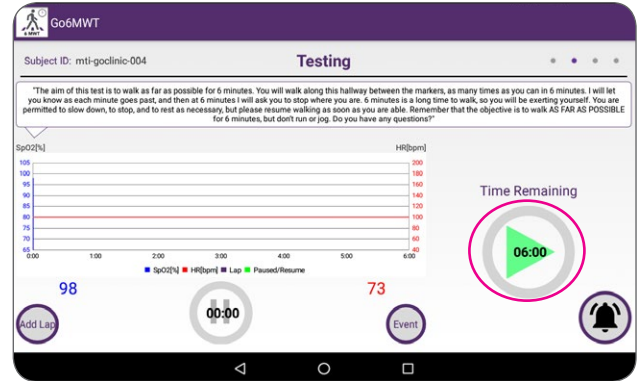 Go6MWT
6 MWT
Subject ID: mti-goclinic-004
Testing
"The aim of this test is to walk as far as possible for 6 minutes. You will walk along this hallway between the markers, as many times as you can in 6 minutes. I will let
you know as each minute goes past, and then at 6 minutes I will ask you to stop where you are. 6 minutes is a long time to walk, so you will be exerting yourself. You are
permitted to slow down, to stop, and to rest as necessary, but please resume walking as soon as you are able. Remember that the objective is to walk AS FAR AS POSSIBLE
for 6 minutes, but don't run or jog. Do you have any questions?"
SpO2[%]
HR[bpm]
105 200
100 180
95 160
90 140
85 120
80 100
75 80
70 60
65 40
0:00 1:00 2:00 3:00 4:00 5:00 6:00
SpO2[%] HR[bpm] Lap Paused/Resume
Time Remaining
06:00
98
73
Add Lap
00:00
Event